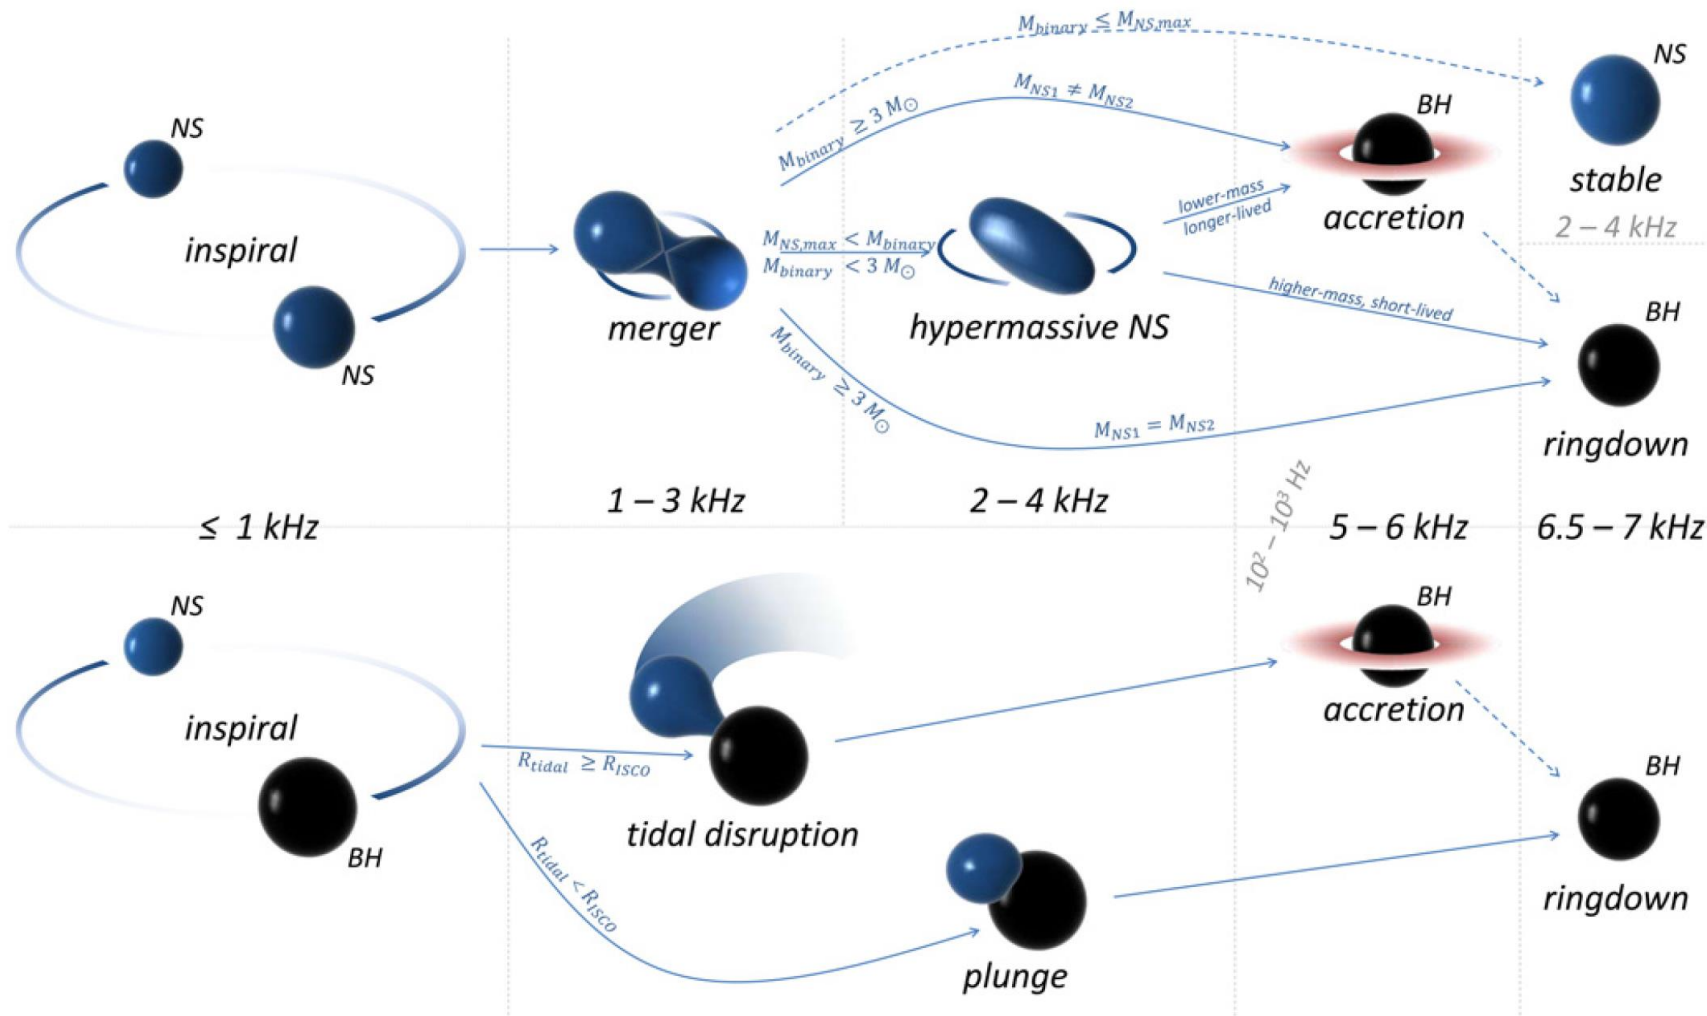 M_binary ≤ M_NS,max
NS
stable
2 – 4 kHz
NS
inspiral
NS
merger
M_binary ≥ 3 M_⊙
M_NS1 ≠ M_NS2
BH
accretion
M_NS,max < M_binary
M_binary < 3 M_⊙
hypermassive NS
lower-mass
longer-lived
higher-mass, short-lived
BH
ringdown
M_binary ≥ 3 M_⊙
M_NS1 = M_NS2
≤ 1 kHz
1 – 3 kHz
2 – 4 kHz
10² – 10³ Hz
5 – 6 kHz
6.5 – 7 kHz
NS
inspiral
BH
R_tidal ≥ R_ISCO
tidal disruption
BH
accretion
R_tidal < R_ISCO
plunge
BH
ringdown